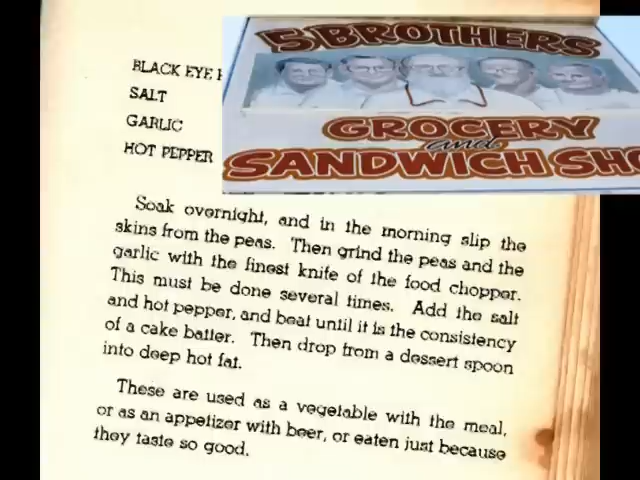 5 BROTHERS
GROCERY
and
SANDWICH SHO
BLACK EYE
SALT
GARLIC
HOT PEPPER
Soak overnight, and in the morning slip the
skins from the peas. Then grind the peas and the
garlic with the finest knife of the food chopper.
This must be done several times. Add the salt
and hot pepper, and beat until it is the consistency
of a cake batter. Then drop from a dessert spoon
into deep hot fat.
These are used as a vegetable with the meal,
or as an appetizer with beer, or eaten just because
they taste so good.